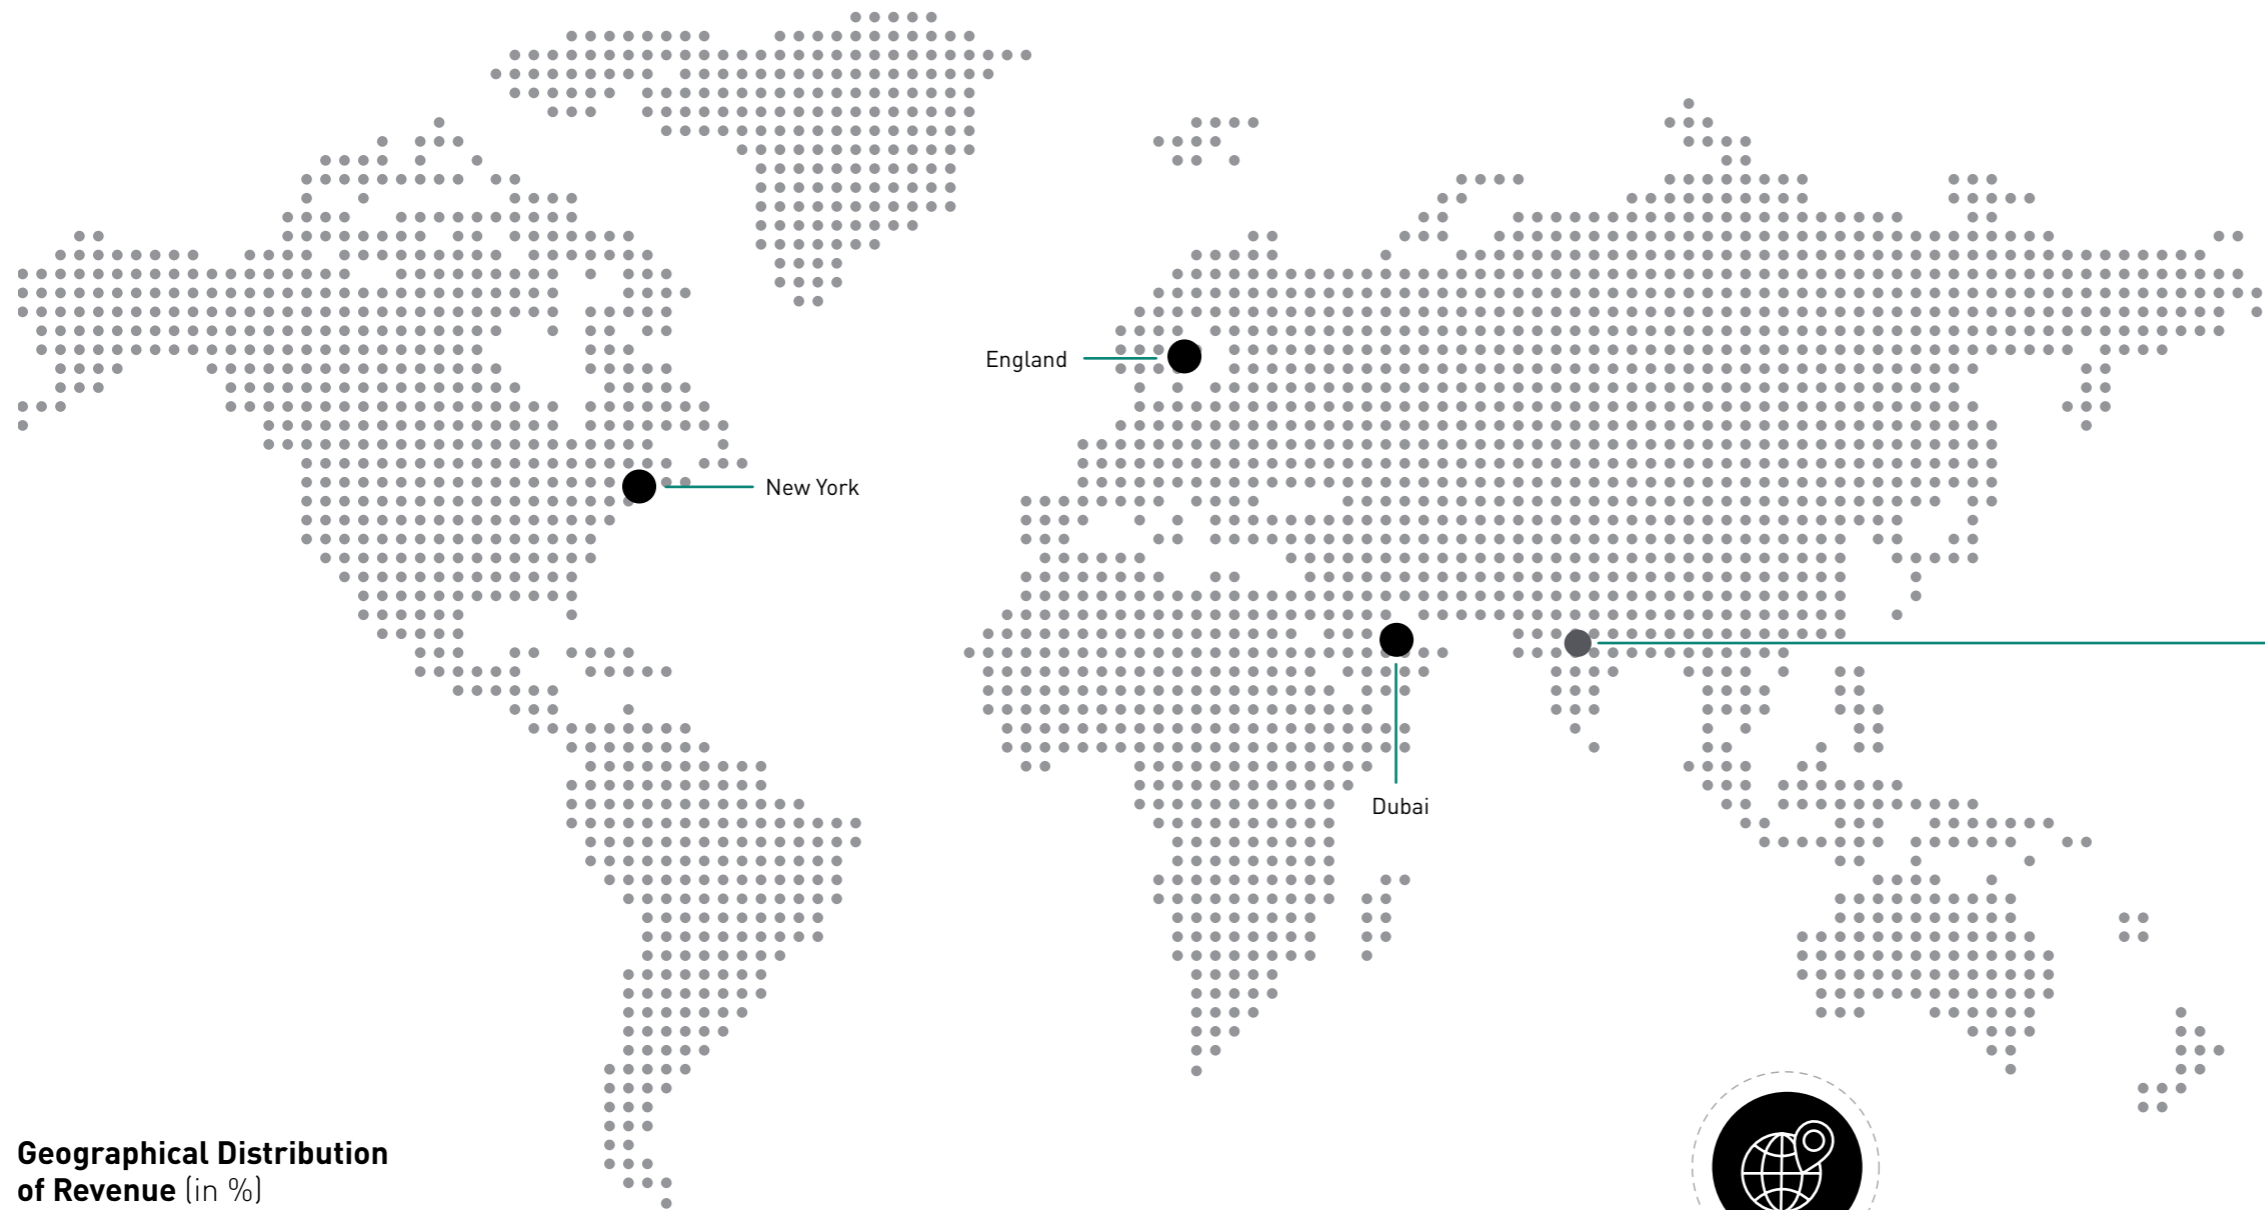 England
New York
Dubai
Geographical Distribution
of Revenue (in %)